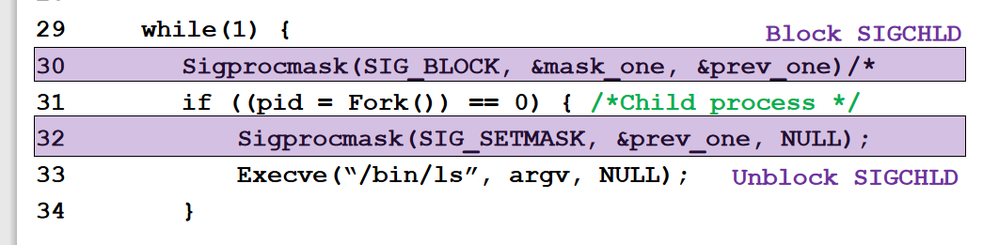 29 while(1) { Block SIGCHLD
30 Sigprocmask(SIG_BLOCK, &mask_one, &prev_one)/*
31 if ((pid = Fork()) == 0) { /*Child process */
32 Sigprocmask(SIG_SETMASK, &prev_one, NULL);
33 Execve(“/bin/ls”, argv, NULL); Unblock SIGCHLD
34 }